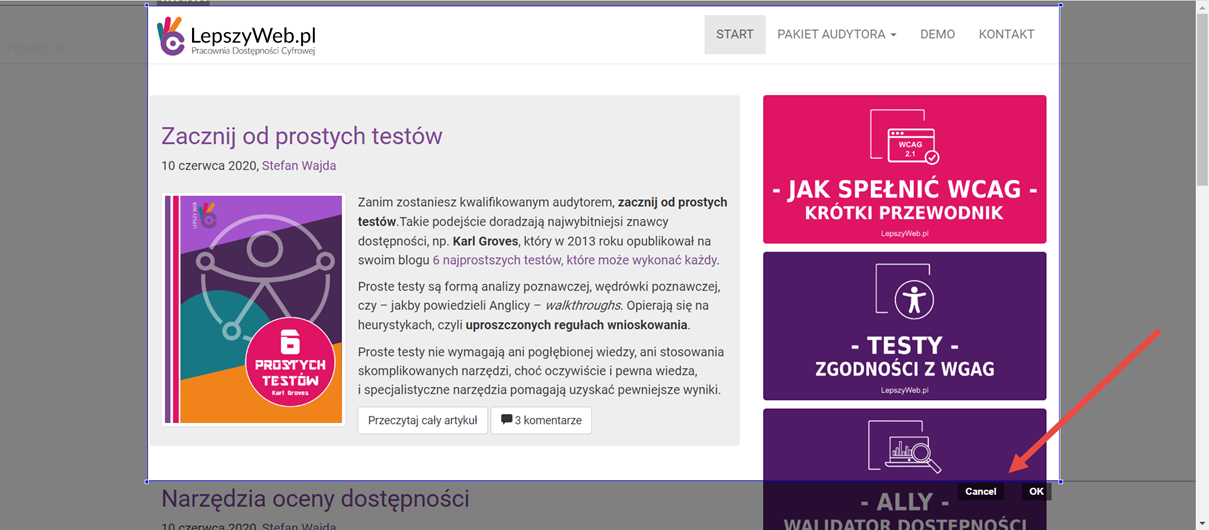 LepszyWeb.pl
Pracownia Dostępności Cyfrowej
START PAKIET AUDYTORA DEMO KONTAKT
Zacznij od prostych testów
10 czerwca 2020, Stefan Wajda
LEPSZY WEB
6
PROSTYCH
TESTÓW
Karl Groves
Zanim zostaniesz kwalifikowanym audytorem, zacznij od prostych
testów.Takie podejście doradzają najwybitniejsi znawcy
dostępności, np. Karl Groves, który w 2013 roku opublikował na
swoim blogu 6 najprostszych testów, które może wykonać każdy.
Proste testy są formą analizy poznawczej, wędrówki poznawczej,
czy – jakby powiedzieli Anglicy – walkthroughs. Opierają się na
heurystykach, czyli uproszczonych regułach wnioskowania.
Proste testy nie wymagają ani pogłębionej wiedzy, ani stosowania
skomplikowanych narzędzi, choć oczywiście i pewna wiedza,
i specjalistyczne narzędzia pomagają uzyskać pewniejsze wyniki.
Przeczytaj cały artykuł 3 komentarze
WCAG
2.1
- JAK SPEŁNIĆ WCAG -
KRÓTKI PRZEWODNIK
LepszyWeb.pl
- TESTY -
ZGODNOŚCI Z WGAG
LepszyWeb.pl
Cancel OK
- ALLY -
WALIDATOR DOSTĘPNOŚCI
Narzędzia oceny dostępności
10 czerwca 2020, Stefan Wajda